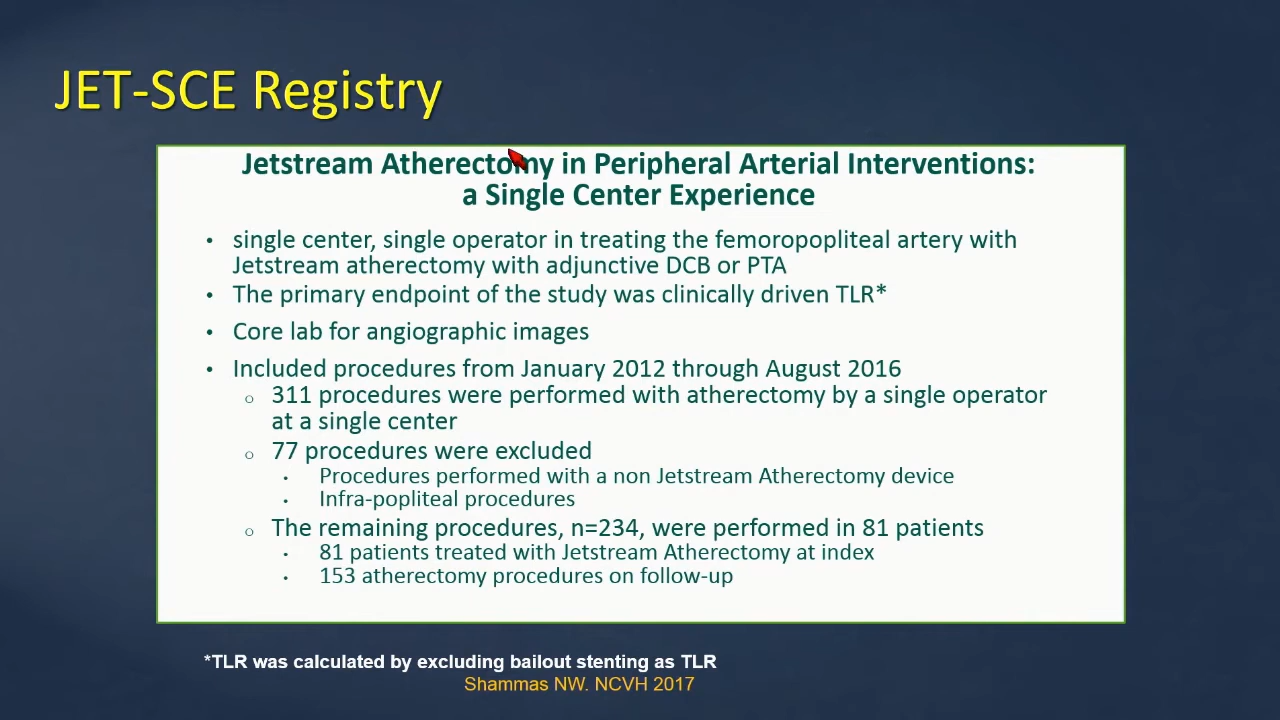 JET-SCE Registry
Jetstream Atherectomy in Peripheral Arterial Interventions:
a Single Center Experience
• single center, single operator in treating the femoropopliteal artery with
Jetstream atherectomy with adjunctive DCB or PTA
• The primary endpoint of the study was clinically driven TLR*
• Core lab for angiographic images
• Included procedures from January 2012 through August 2016
o 311 procedures were performed with atherectomy by a single operator
at a single center
o 77 procedures were excluded
• Procedures performed with a non Jetstream Atherectomy device
• Infra-popliteal procedures
o The remaining procedures, n=234, were performed in 81 patients
• 81 patients treated with Jetstream Atherectomy at index
• 153 atherectomy procedures on follow-up
*TLR was calculated by excluding bailout stenting as TLR
Shammas NW. NCVH 2017